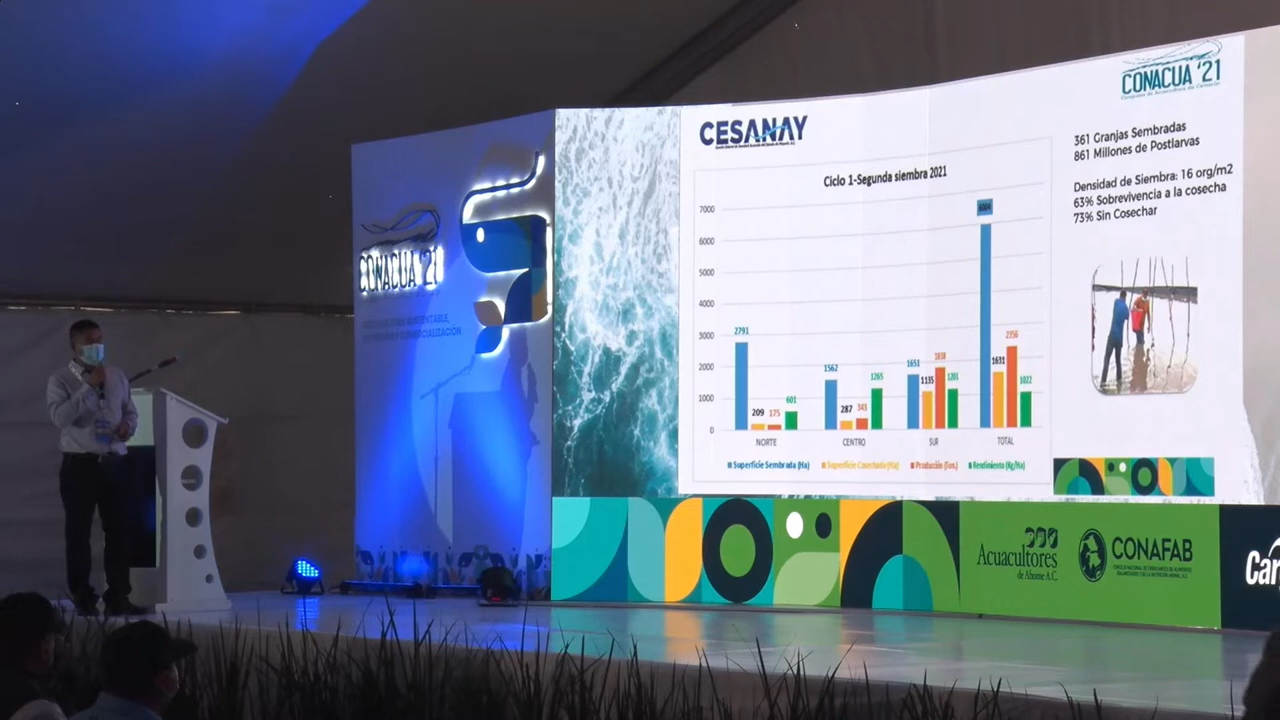 CONACUA '21
CESANAY
CONACUA '21
361 Granjas Sembradas
861 Millones de Postlarvas
Densidad de Siembra: 16 org/m2
63% Sobrevivencia a la cosecha
73% Sin Cosechar
Ciclo 1-Segunda siembra 2021
7000
6000
5000
4000
3000
2000
1000
0
2791
209
175
601
1562
287
343
1265
1651
1135
1838
1201
6004
1631
2356
1022
NORTE
CENTRO
SUR
TOTAL
Superficie Sembrada (Ha)
Superficie Cosechada (Ha)
Producción (Ton.)
Rendimiento (Kg/Ha)
Acuacultores
de Ahome A.C.
CONAFAB
Car